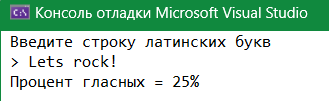 Консоль отладки Microsoft Visual Studio
Введите строку латинских букв
> Lets rock!
Процент гласных = 25%